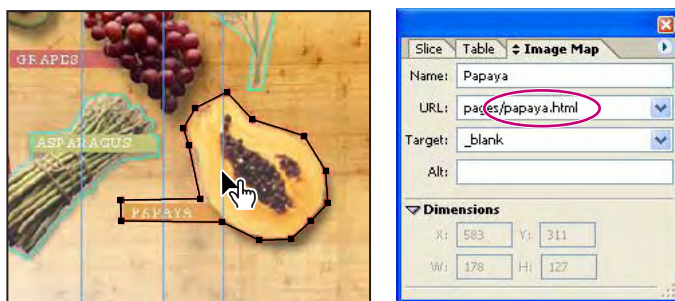 GRAPES
ASPARAGUS
PAPAYA
Slice Table Image Map
Name: Papaya
URL: pages/papaya.html
Target: _blank
Alt:
Dimensions
X: 583 Y: 311
W: 178 H: 127